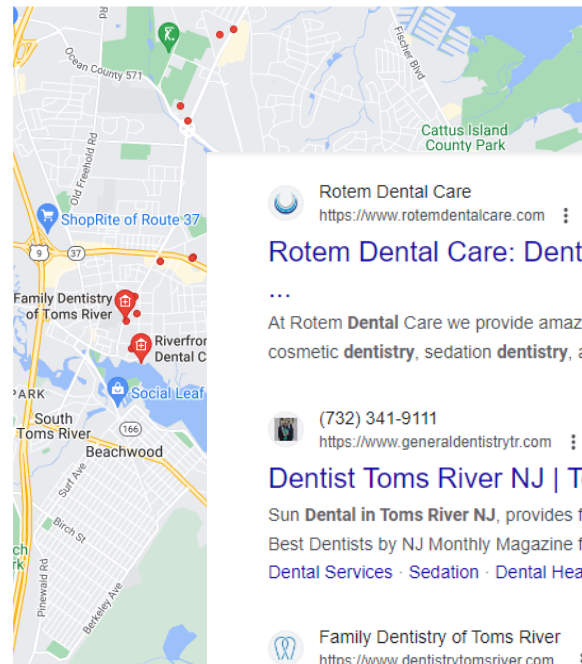 Rd
Ocean County 571
Fischer Blvd
Cattus Island
County Park
Old Freehold Rd
ShopRite of Route 37
9
37
Family Dentistry
of Toms River
Riverfron
Dental C
PARK
Social Leaf
South
Toms River
166
Beachwood
Surf Ave
Birch St
ch
rk
Pinewald Rd
Berkeley Ave
Rotem Dental Care
https://www.rotemdentalcare.com
Rotem Dental Care: Dent
...
At Rotem Dental Care we provide amaz
cosmetic dentistry, sedation dentistry, a
(732) 341-9111
https://www.generaldentistrytr.com
Dentist Toms River NJ | T
Sun Dental in Toms River NJ, provides f
Best Dentists by NJ Monthly Magazine f
Dental Services · Sedation · Dental Hea
Family Dentistry of Toms River
https://www.dentistrytomsriver.com